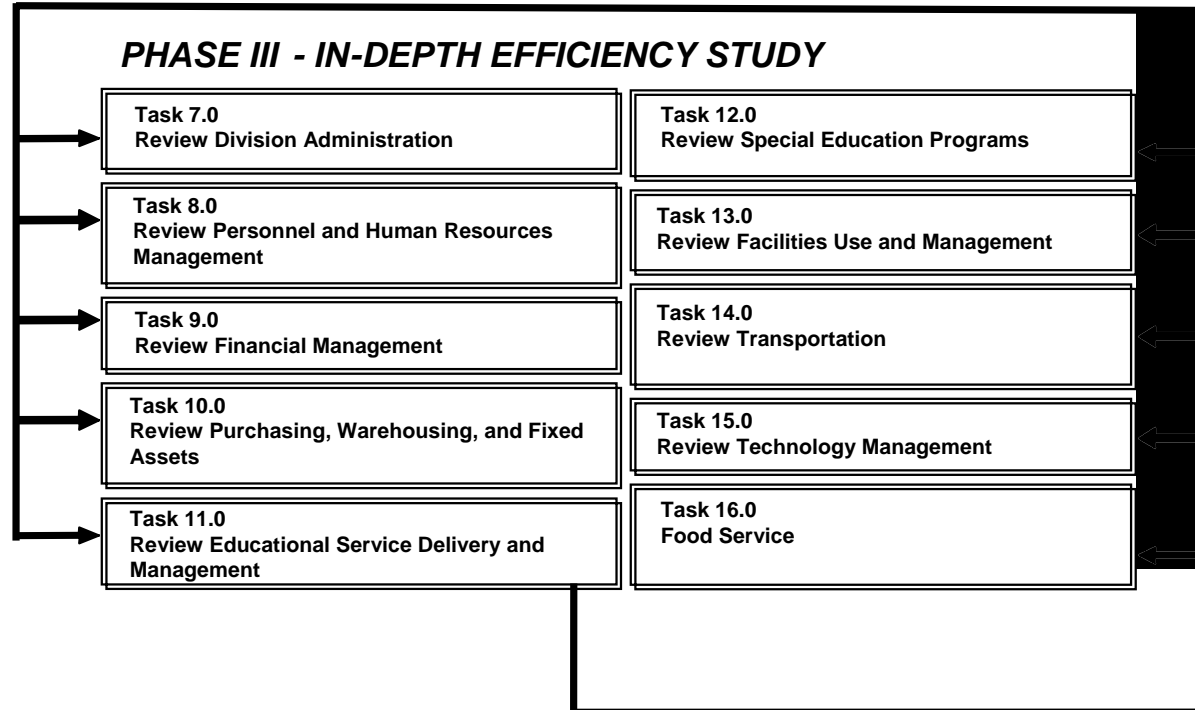 PHASE III - IN-DEPTH EFFICIENCY STUDY
Task 7.0
Review Division Administration
Task 8.0
Review Personnel and Human Resources
Management
Task 9.0
Review Financial Management
Task 10.0
Review Purchasing, Warehousing, and Fixed
Assets
Task 11.0
Review Educational Service Delivery and
Management
Task 12.0
Review Special Education Programs
Task 13.0
Review Facilities Use and Management
Task 14.0
Review Transportation
Task 15.0
Review Technology Management
Task 16.0
Food Service